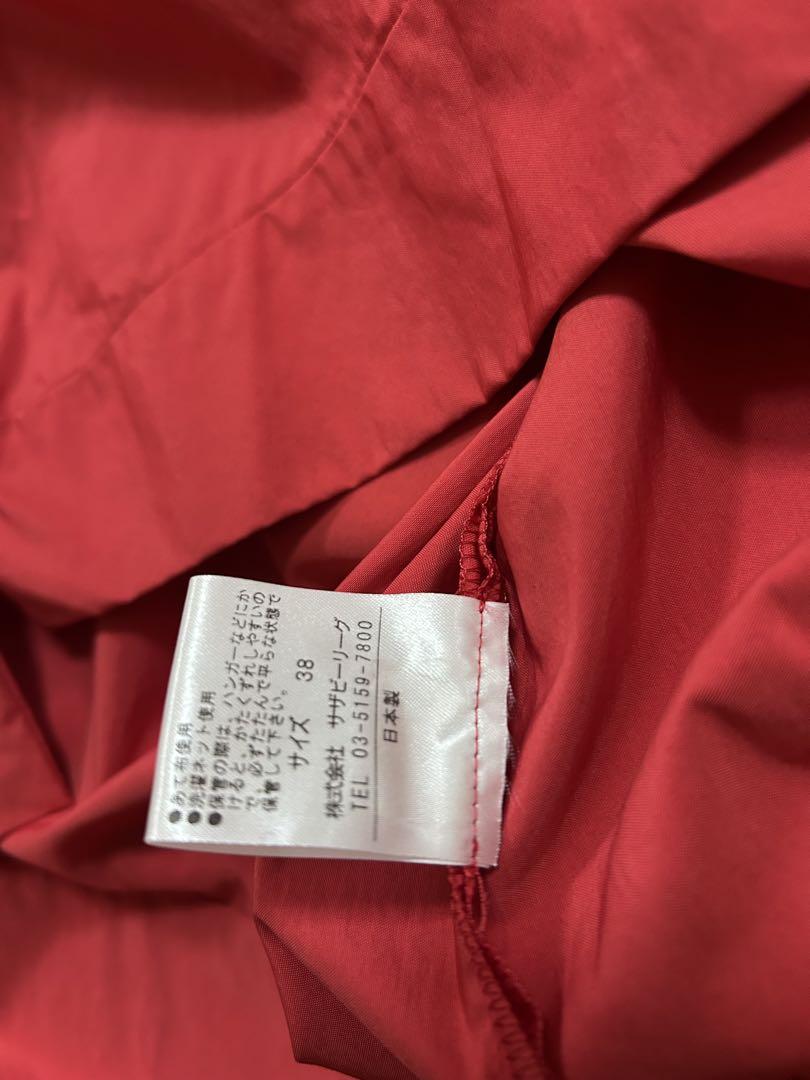 ●あて布使用
●洗濯ネット使用
●保管の際は、ハンガーなどにか
けると、かたくずれしやすいの
で、必ずたたんで平らな状態で
保管して下さい。
サイズ 38
株式会社 サザビーリーグ
TEL 03-5159-7800
日本製